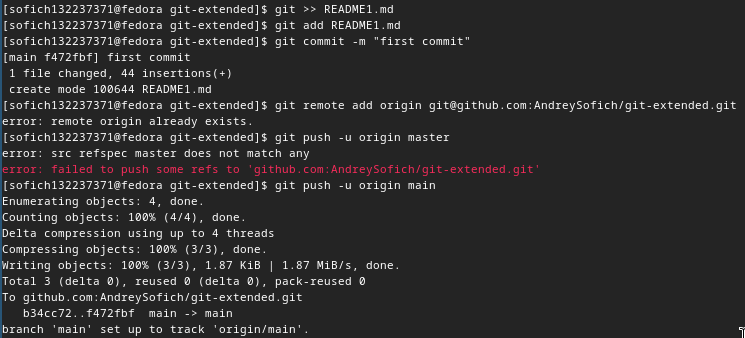 [sofich132237371@fedora git-extended]$ git >> README1.md
[sofich132237371@fedora git-extended]$ git add README1.md
[sofich132237371@fedora git-extended]$ git commit -m "first commit"
[main f472fbf] first commit
 1 file changed, 44 insertions(+)
 create mode 100644 README1.md
[sofich132237371@fedora git-extended]$ git remote add origin git@github.com:AndreySofich/git-extended.git
error: remote origin already exists.
[sofich132237371@fedora git-extended]$ git push -u origin master
error: src refspec master does not match any
error: failed to push some refs to 'github.com:AndreySofich/git-extended.git'
[sofich132237371@fedora git-extended]$ git push -u origin main
Enumerating objects: 4, done.
Counting objects: 100% (4/4), done.
Delta compression using up to 4 threads
Compressing objects: 100% (3/3), done.
Writing objects: 100% (3/3), 1.87 KiB | 1.87 MiB/s, done.
Total 3 (delta 0), reused 0 (delta 0), pack-reused 0
To github.com:AndreySofich/git-extended.git
   b34cc72..f472fbf  main -> main
branch 'main' set up to track 'origin/main'.